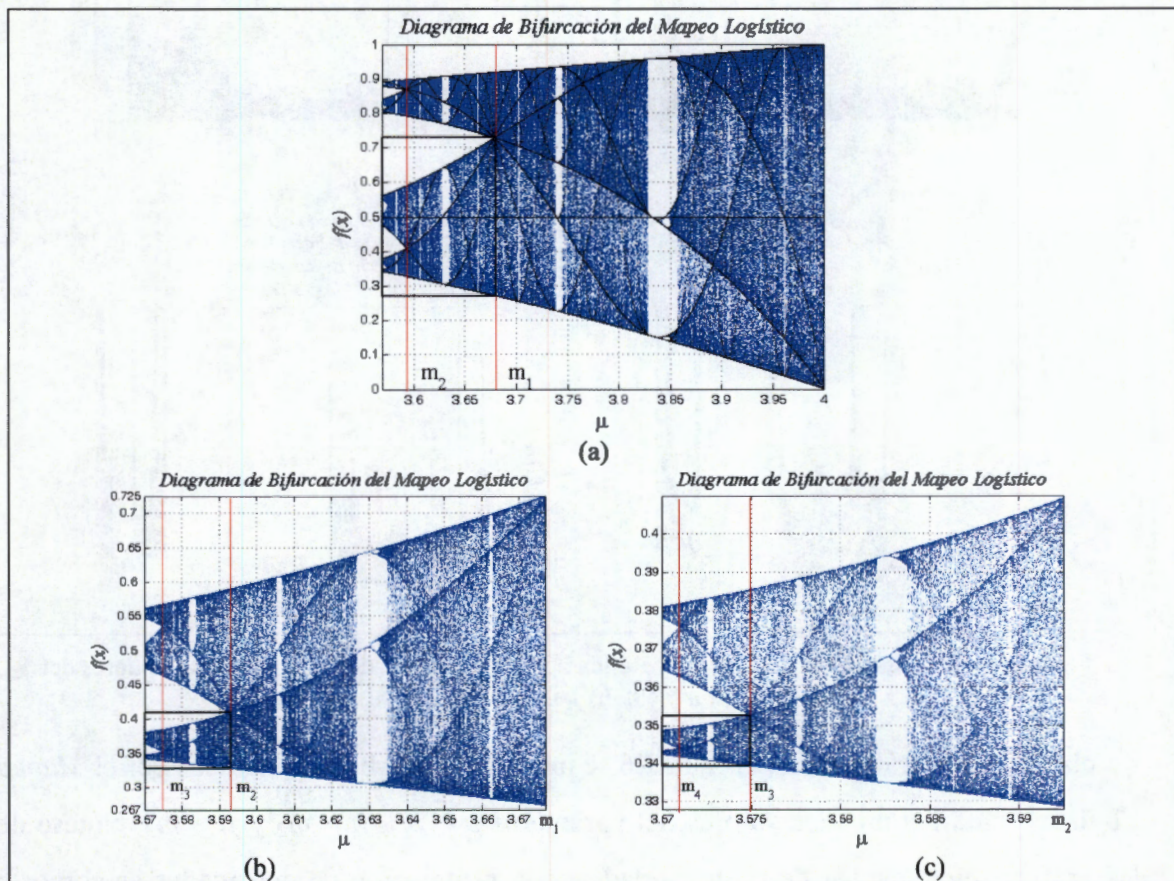 Diagrama de Bifurcación del Mapeo Logístico
1
0.9
0.8
0.7
0.6
0.5
0.4
0.3
0.2
0.1
0
f(x)
m2
m1
3.6 3.65 3.7 3.75 3.8 3.85 3.9 3.95 4
μ
(a)
Diagrama de Bifurcación del Mapeo Logístico
0.725
0.7
0.65
0.6
0.55
0.5
0.45
0.4
0.35
0.3
0.267
f(x)
m3
m2
3.57 3.58 3.59 3.6 3.61 3.62 3.63 3.64 3.65 3.66 3.67 m1
μ
(b)
Diagrama de Bifurcación del Mapeo Logístico
0.4
0.39
0.38
0.37
0.36
0.35
0.34
0.33
f(x)
m4
m3
3.57 3.575 3.58 3.585 3.59 m2
μ
(c)